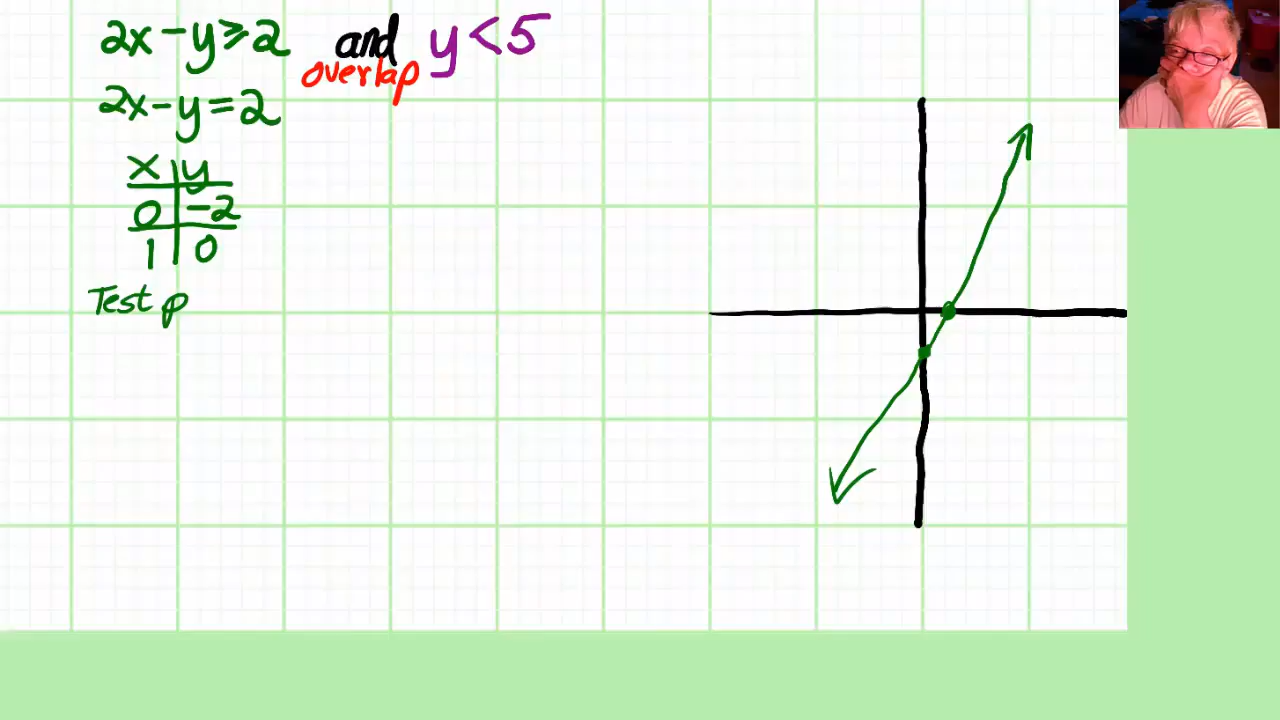 2x-y≥2 and y<5
overlap
2x-y=2
x y
0 -2
1 0
Test p